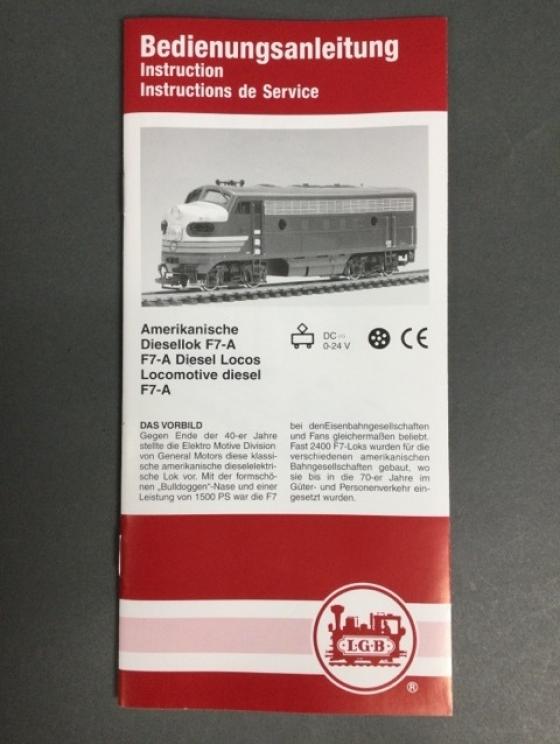 Bedienungsanleitung
Instruction
Instructions de Service
Amerikanische
Diesellok F7-A
F7-A Diesel Locos
Locomotive diesel
F7-A
DC
0-24 V
CE
DAS VORBILD
Gegen Ende der 40-er Jahre
stellte die Elektro Motive Division
von General Motors diese klassi-
sche amerikanische dieselelektri-
sche Lok vor. Mit der formschö-
nen „Bulldoggen“-Nase und einer
Leistung von 1500 PS war die F7
bei denEisenbahngesellschaften
und Fans gleichermaßen beliebt.
Fast 2400 F7-Loks wurden für die
verschiedenen amerikanischen
Bahngesellschaften gebaut, wo
sie bis in die 70-er Jahre im
Güter- und Personenverkehr ein-
gesetzt wurden.
L·G·B
®